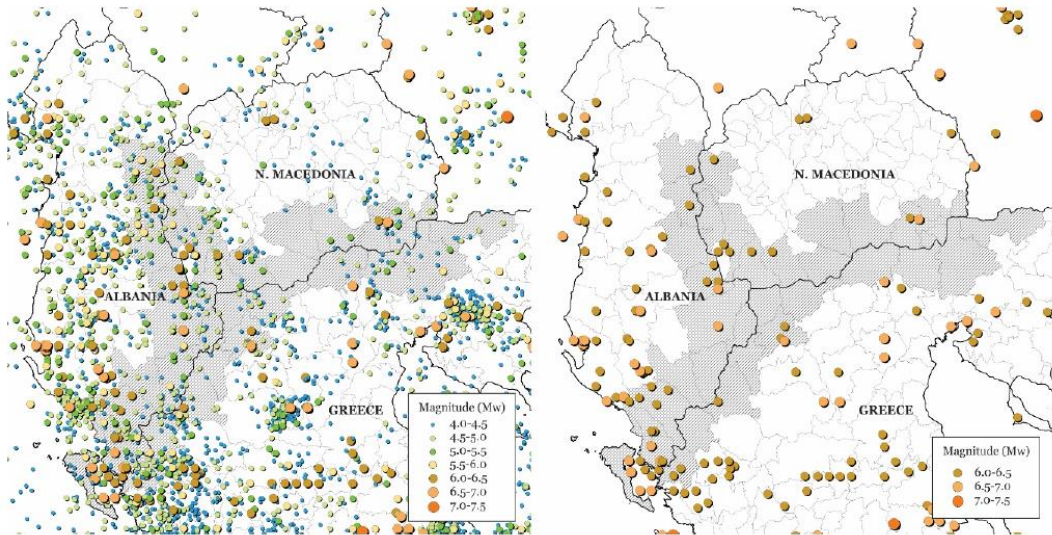 N. MACEDONIA
ALBANIA
GREECE
Magnitude (Mw)
4.0-4.5
4.5-5.0
5.0-5.5
5.5-6.0
6.0-6.5
6.5-7.0
7.0-7.5
N. MACEDONIA
ALBANIA
GREECE
Magnitude (Mw)
6.0-6.5
6.5-7.0
7.0-7.5